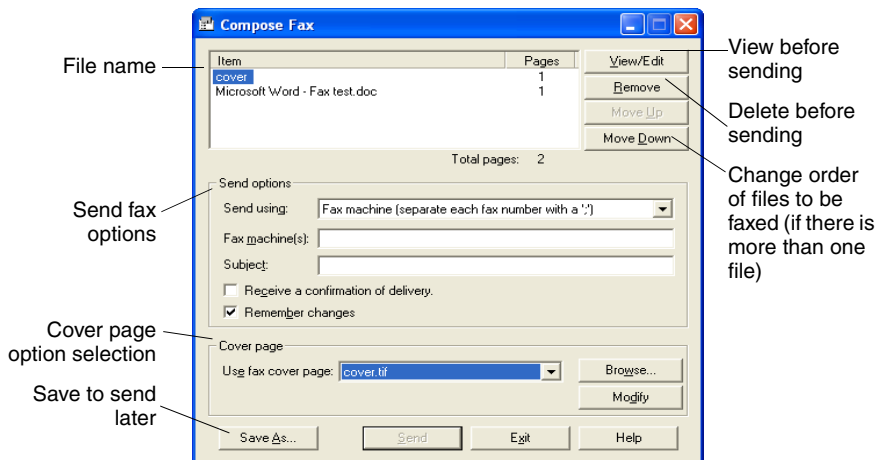 Compose Fax
File name
Item Pages
cover 1
Microsoft Word - Fax test.doc 1
View/Edit
Remove
Move Up
Move Down
View before
sending
Delete before
sending
Change order
of files to be
faxed (if there is
more than one
file)
Total pages: 2
Send fax
options
Send options
Send using: Fax machine (separate each fax number with a ';')
Fax machine(s):
Subject:
Receive a confirmation of delivery.
Remember changes
Cover page
option selection
Cover page
Use fax cover page: cover.tif
Browse...
Modify
Save to send
later
Save As... Send Exit Help